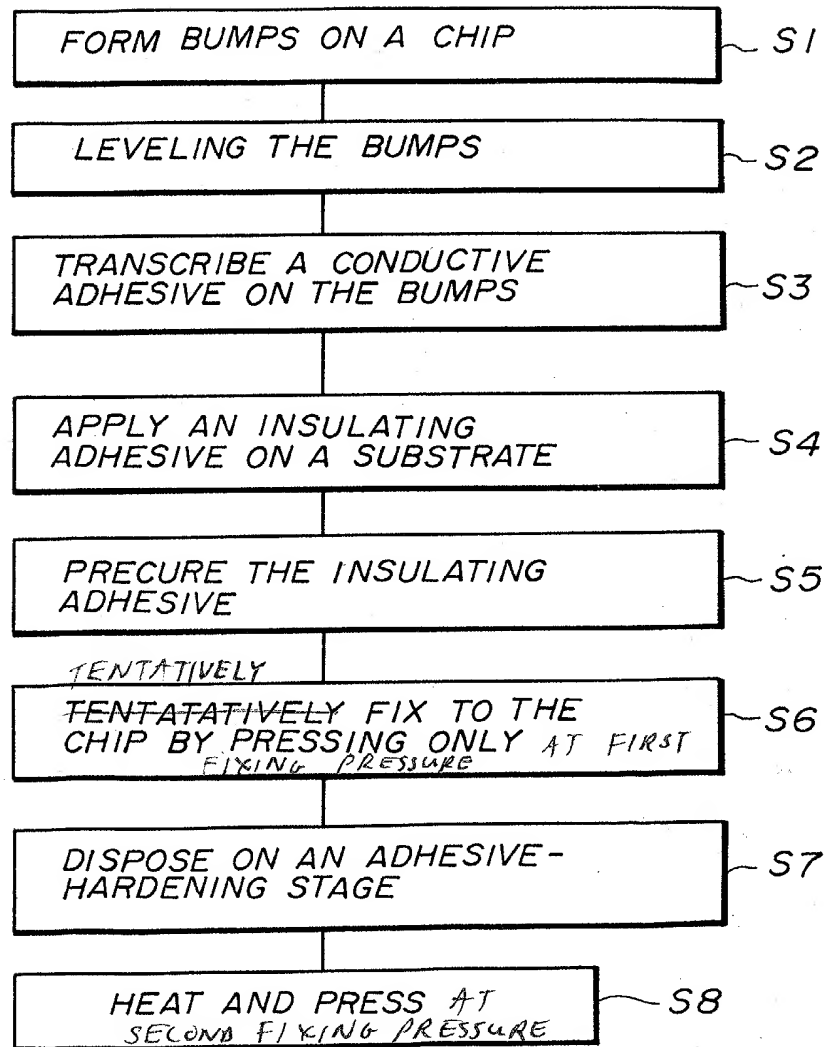 FORM BUMPS ON A CHIP S1
LEVELING THE BUMPS S2
TRANSCRIBE A CONDUCTIVE
ADHESIVE ON THE BUMPS S3
APPLY AN INSULATING
ADHESIVE ON A SUBSTRATE S4
PRECURE THE INSULATING
ADHESIVE S5
TENTATIVELY
TENTATATIVELY FIX TO THE
CHIP BY PRESSING ONLY AT FIRST S6
FIXING PRESSURE
DISPOSE ON AN ADHESIVE-
HARDENING STAGE S7
HEAT AND PRESS AT S8
SECOND FIXING PRESSURE